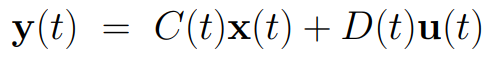 y(t) = C(t)x(t) + D(t)u(t)